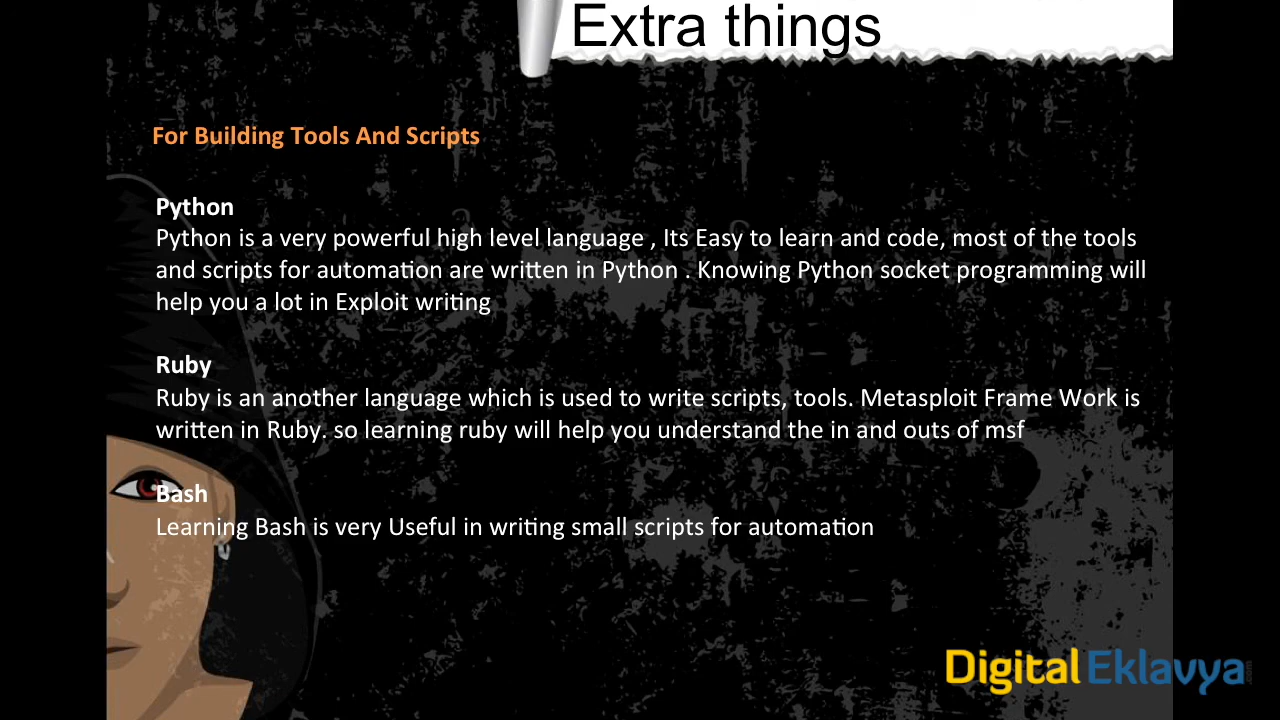 Extra things
For Building Tools And Scripts
Python
Python is a very powerful high level language , Its Easy to learn and code, most of the tools
and scripts for automation are written in Python . Knowing Python socket programming will
help you a lot in Exploit writing
Ruby
Ruby is an another language which is used to write scripts, tools. Metasploit Frame Work is
written in Ruby. so learning ruby will help you understand the in and outs of msf
Bash
Learning Bash is very Useful in writing small scripts for automation
Digital Eklavya .com